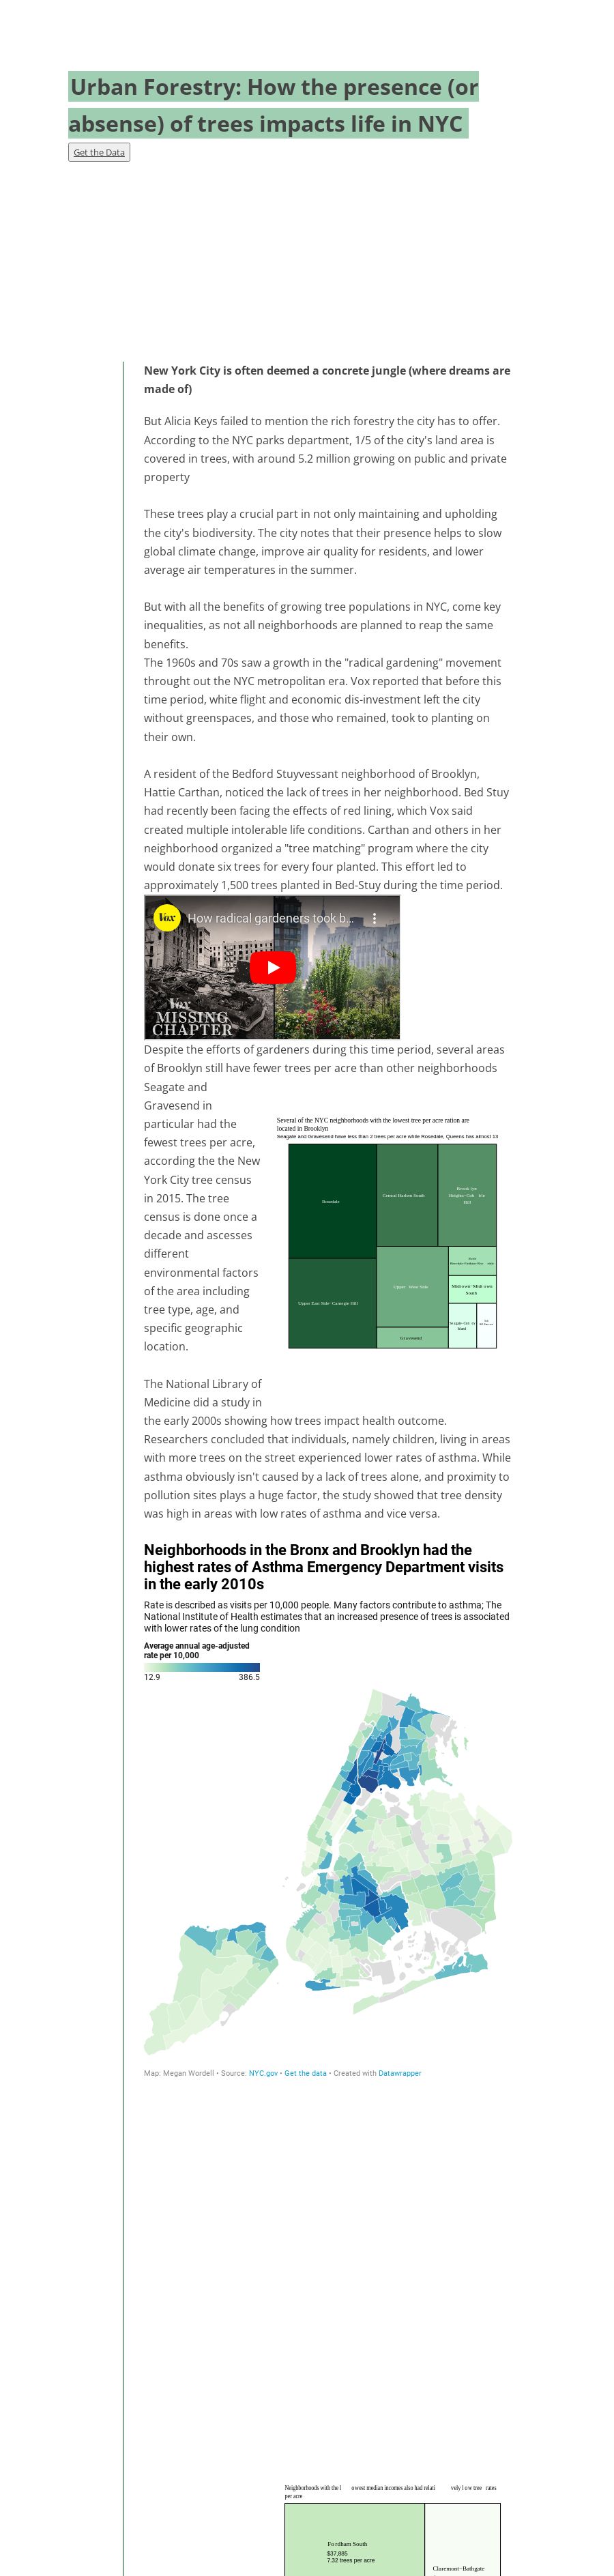 Urban Forestry: How the presence (or
absense) of trees impacts life in NYC
Get the Data
New York City is often deemed a concrete jungle (where dreams are
made of)
But Alicia Keys failed to mention the rich forestry the city has to offer.
According to the NYC parks department, 1/5 of the city's land area is
covered in trees, with around 5.2 million growing on public and private
property
These trees play a crucial part in not only maintaining and upholding
the city's biodiversity. The city notes that their presence helps to slow
global climate change, improve air quality for residents, and lower
average air temperatures in the summer.
But with all the benefits of growing tree populations in NYC, come key
inequalities, as not all neighborhoods are planned to reap the same
benefits.
The 1960s and 70s saw a growth in the "radical gardening" movement
throught out the NYC metropolitan era. Vox reported that before this
time period, white flight and economic dis-investment left the city
without greenspaces, and those who remained, took to planting on
their own.
A resident of the Bedford Stuyvessant neighborhood of Brooklyn,
Hattie Carthan, noticed the lack of trees in her neighborhood. Bed Stuy
had recently been facing the effects of red lining, which Vox said
created multiple intolerable life conditions. Carthan and others in her
neighborhood organized a "tree matching" program where the city
would donate six trees for every four planted. This effort led to
approximately 1,500 trees planted in Bed-Stuy during the time period.
Vox
How radical gardeners took b...
Vox
MISSING
CHAPTER
Despite the efforts of gardeners during this time period, several areas
of Brooklyn still have fewer trees per acre than other neighborhoods
Seagate and
Gravesend in
particular had the
fewest trees per acre,
according the the New
York City tree census
in 2015. The tree
census is done once a
decade and ascesses
different
environmental factors
of the area including
tree type, age, and
specific geographic
location.
Several of the NYC neighborhoods with the lowest tree per acre ration are
located in Brooklyn
Seagate and Gravesend have less than 2 trees per acre while Rosedale, Queens has almost 13
Rosedale
Central Harlem South
Brooklyn
Heights-Cob
Hill
Upper East Side-Carnegie Hill
Upper West Side
Midtown-Midtown
South
Gravesend
The National Library of
Medicine did a study in
the early 2000s showing how trees impact health outcome.
Researchers concluded that individuals, namely children, living in areas
with more trees on the street experienced lower rates of asthma. While
asthma obviously isn't caused by a lack of trees alone, and proximity to
pollution sites plays a huge factor, the study showed that tree density
was high in areas with low rates of asthma and vice versa.
Neighborhoods in the Bronx and Brooklyn had the
highest rates of Asthma Emergency Department visits
in the early 2010s
Rate is described as visits per 10,000 people. Many factors contribute to asthma; The
National Institute of Health estimates that an increased presence of trees is associated
with lower rates of the lung condition
Average annual age-adjusted
rate per 10,000
12.9 386.5
Map: Megan Wordell • Source: NYC.gov • Get the data • Created with Datawrapper
Neighborhoods with the lowest median incomes also had relatively low tree rates
per acre
Fordham South
$37,885
7.32 trees per acre
Claremont-Bathgate